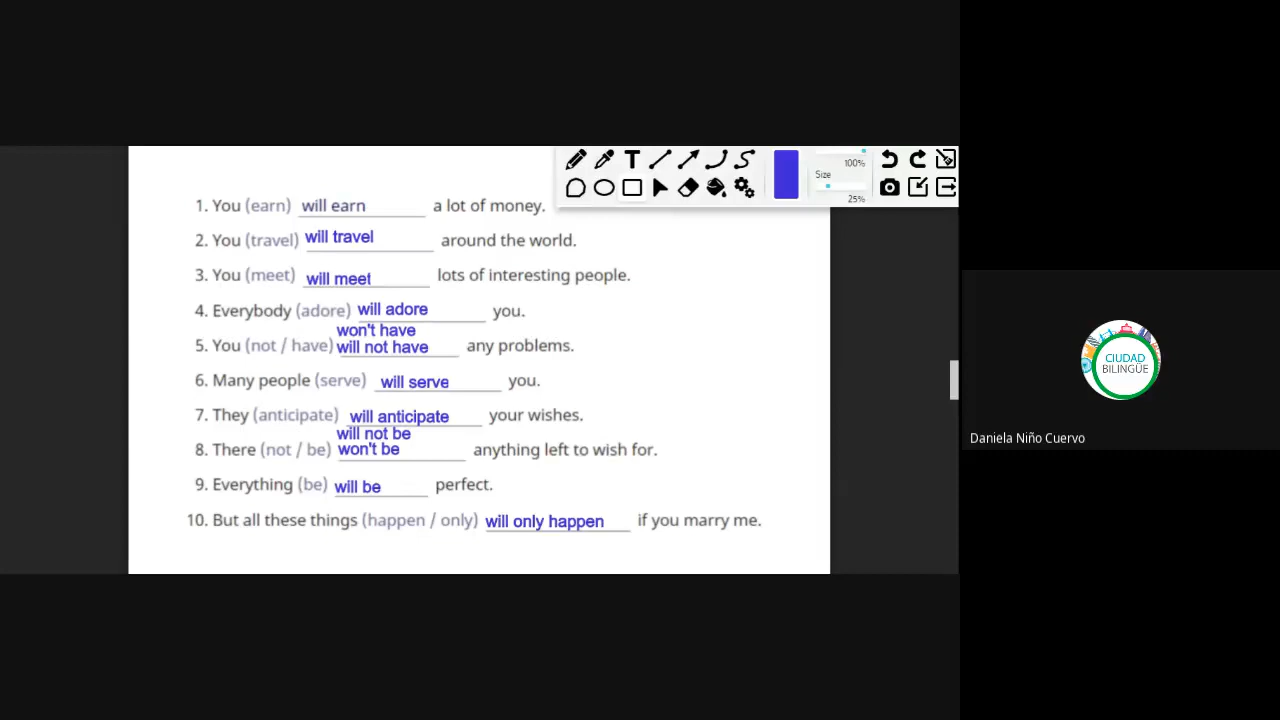 100%
Size
25%
1. You (earn) will earn a lot of money.
2. You (travel) will travel around the world.
3. You (meet) will meet lots of interesting people.
4. Everybody (adore) will adore you.
won't have
5. You (not / have) will not have any problems.
6. Many people (serve) will serve you.
7. They (anticipate) will anticipate your wishes.
will not be
8. There (not / be) won't be anything left to wish for.
9. Everything (be) will be perfect.
10. But all these things (happen / only) will only happen if you marry me.
CIUDAD
BILINGÜE
Daniela Niño Cuervo